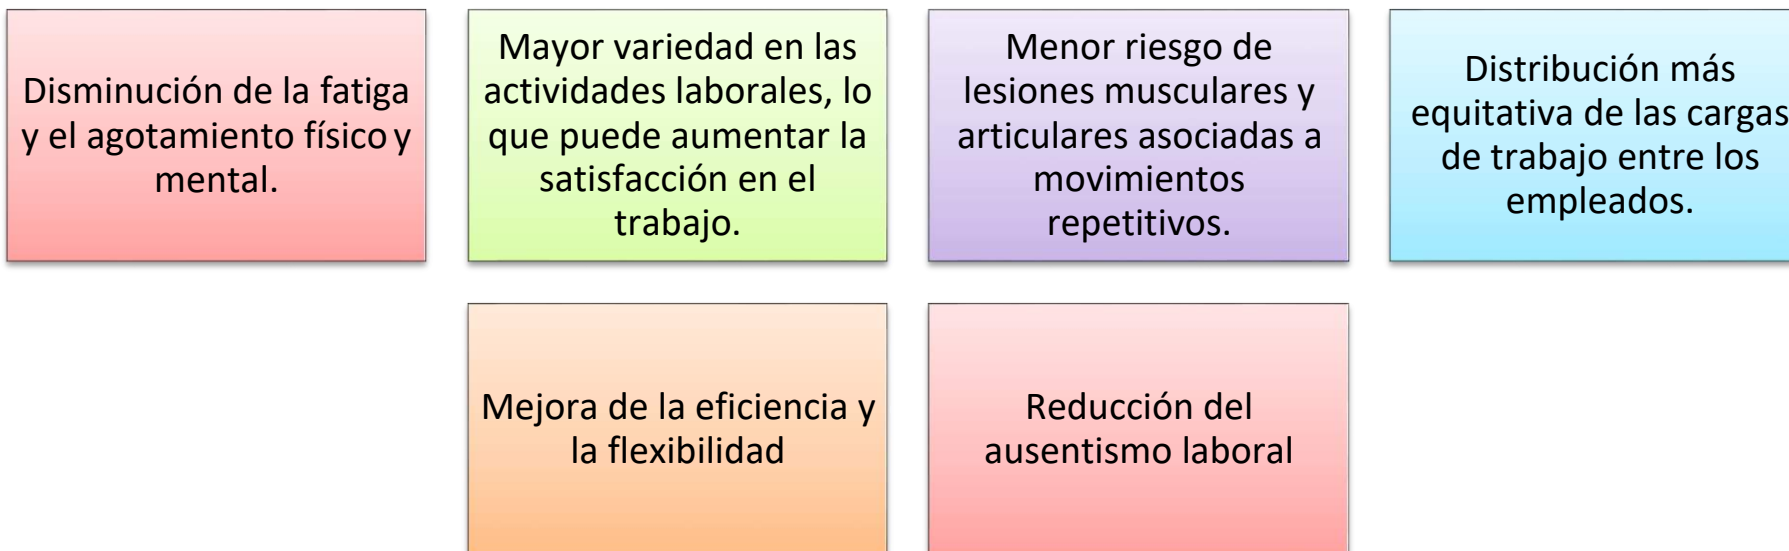 Disminución de la fatiga
y el agotamiento físico y
mental.
Mayor variedad en las
actividades laborales, lo
que puede aumentar la
satisfacción en el
trabajo.
Menor riesgo de
lesiones musculares y
articulares asociadas a
movimientos
repetitivos.
Distribución más
equitativa de las cargas
de trabajo entre los
empleados.
Mejora de la eficiencia y
la flexibilidad
Reducción del
ausentismo laboral